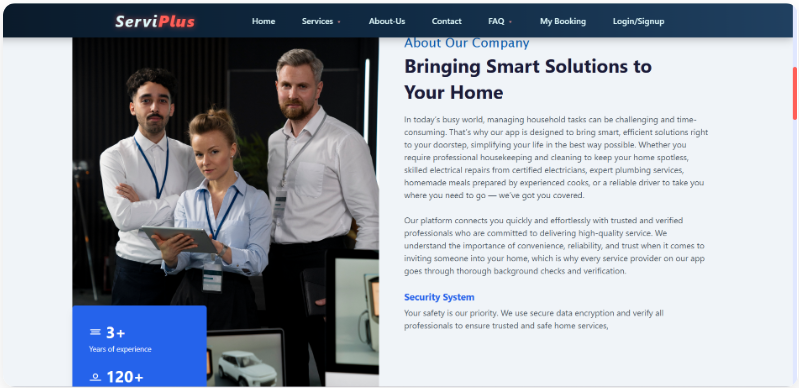 ServiPlus
Home
Services
About-Us
Contact
FAQ
My Booking
Login/Signup
About Our Company
Bringing Smart Solutions to
Your Home
In today's busy world, managing household tasks can be challenging and time-
consuming. That's why our app is designed to bring smart, efficient solutions right
to your doorstep, simplifying your life in the best way possible. Whether you
require professional housekeeping and cleaning to keep your home spotless,
skilled electrical repairs from certified electricians, expert plumbing services,
homemade meals prepared by experienced cooks, or a reliable driver to take you
where you need to go — we've got you covered.
Our platform connects you quickly and effortlessly with trusted and verified
professionals who are committed to delivering high-quality service. We
understand the importance of convenience, reliability, and trust when it comes to
inviting someone into your home, which is why every service provider on our app
goes through thorough background checks and verification.
Security System
Your safety is our priority. We use secure data encryption and verify all
professionals to ensure trusted and safe home services,
3+
Years of experience
120+